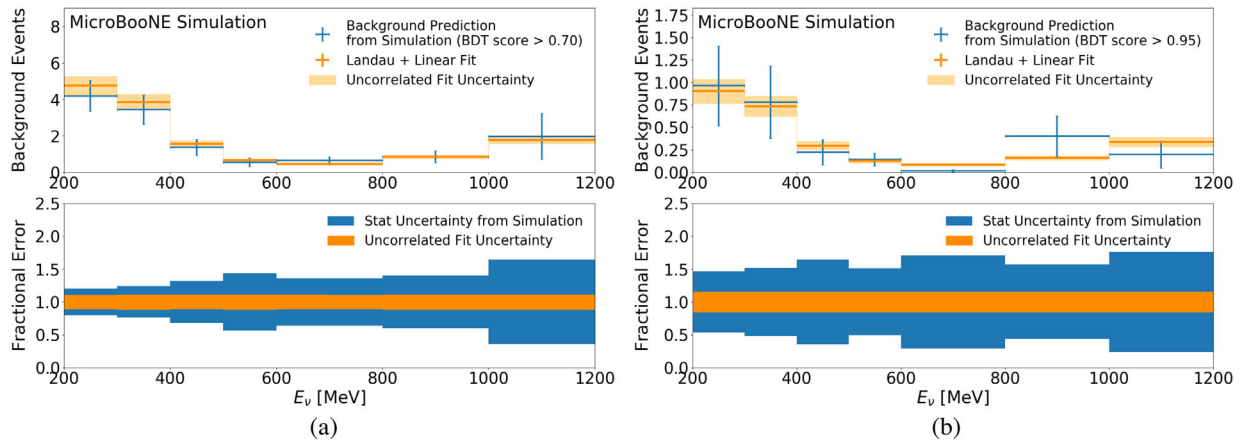 MicroBooNE Simulation
Background Prediction
from Simulation (BDT score > 0.70)
Landau + Linear Fit
Uncorrelated Fit Uncertainty
Background Events
8
6
4
2
0
200 400 600 800 1000 1200
Stat Uncertainty from Simulation
Uncorrelated Fit Uncertainty
Fractional Error
2.5
2.0
1.5
1.0
0.5
0.0
200 400 600 800 1000 1200
Eν [MeV]
(a)
MicroBooNE Simulation
Background Prediction
from Simulation (BDT score > 0.95)
Landau + Linear Fit
Uncorrelated Fit Uncertainty
Background Events
1.75
1.50
1.25
1.00
0.75
0.50
0.25
0.00
200 400 600 800 1000 1200
Stat Uncertainty from Simulation
Uncorrelated Fit Uncertainty
Fractional Error
2.5
2.0
1.5
1.0
0.5
0.0
200 400 600 800 1000 1200
Eν [MeV]
(b)